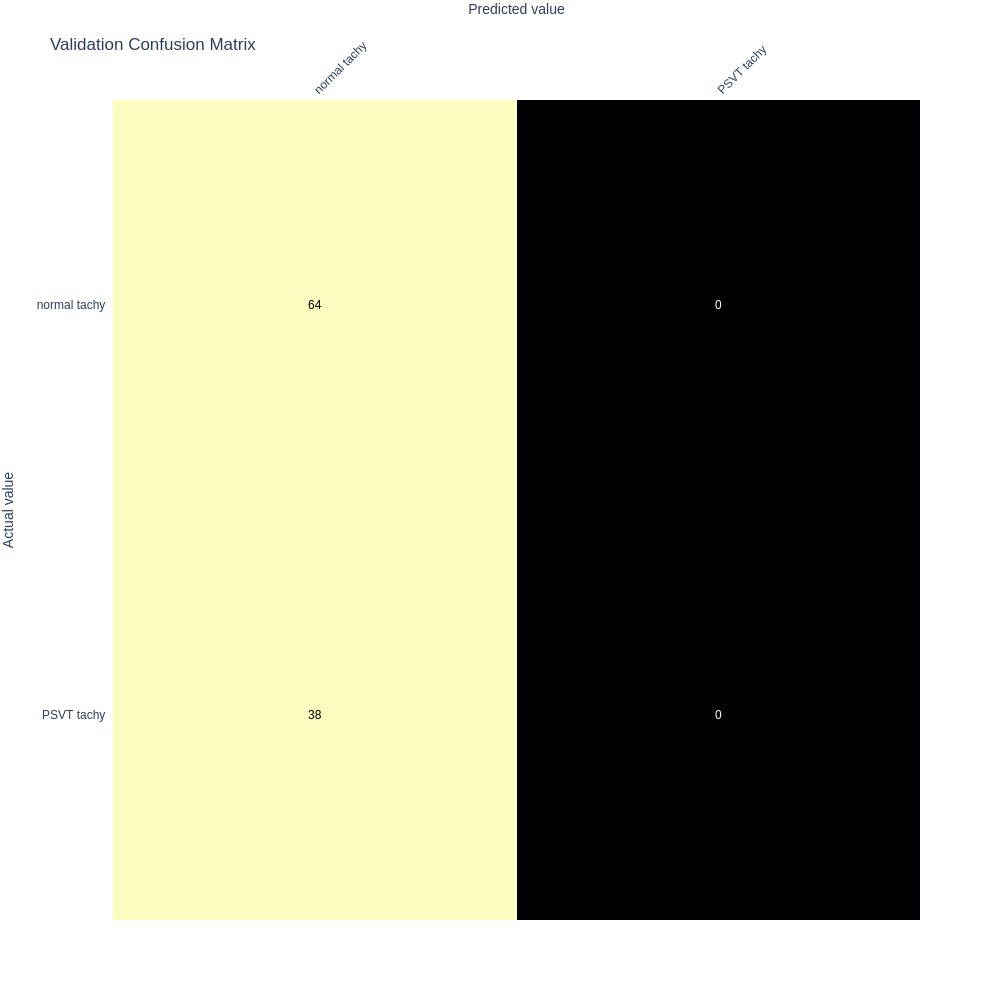 Predicted value
Validation Confusion Matrix
normal tachy
PSVT tachy
normal tachy
64
0
Actual value
PSVT tachy
38
0